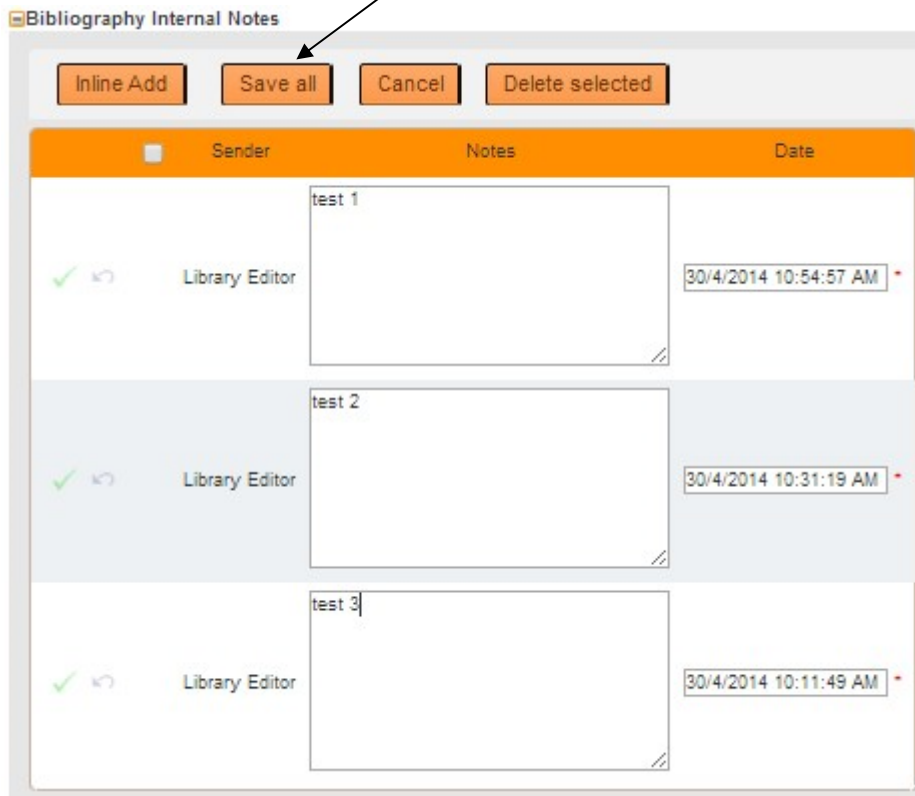 Bibliography Internal Notes
Inline Add Save all Cancel Delete selected
Sender Notes Date
test 1
Library Editor 30/4/2014 10:54:57 AM *
test 2
Library Editor 30/4/2014 10:31:19 AM *
test 3
Library Editor 30/4/2014 10:11:49 AM *